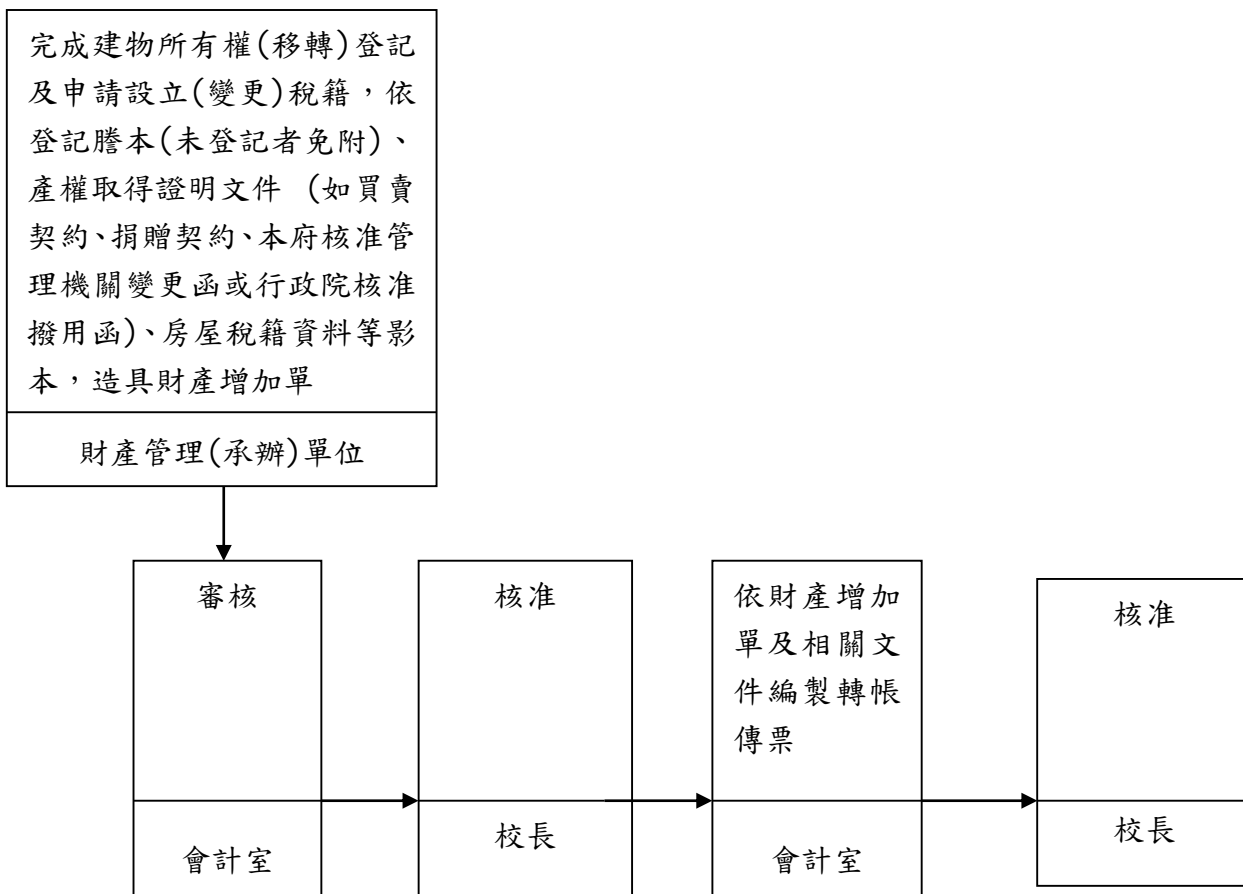 完成建物所有權(移轉)登記
及申請設立(變更)稅籍，依
登記謄本(未登記者免附)、
產權取得證明文件 (如買賣
契約、捐贈契約、本府核准管
理機關變更函或行政院核准
撥用函)、房屋稅籍資料等影
本，造具財產增加單
財產管理(承辦)單位
審核
會計室
核准
校長
依財產增加
單及相關文
件編製轉帳
傳票
會計室
核准
校長